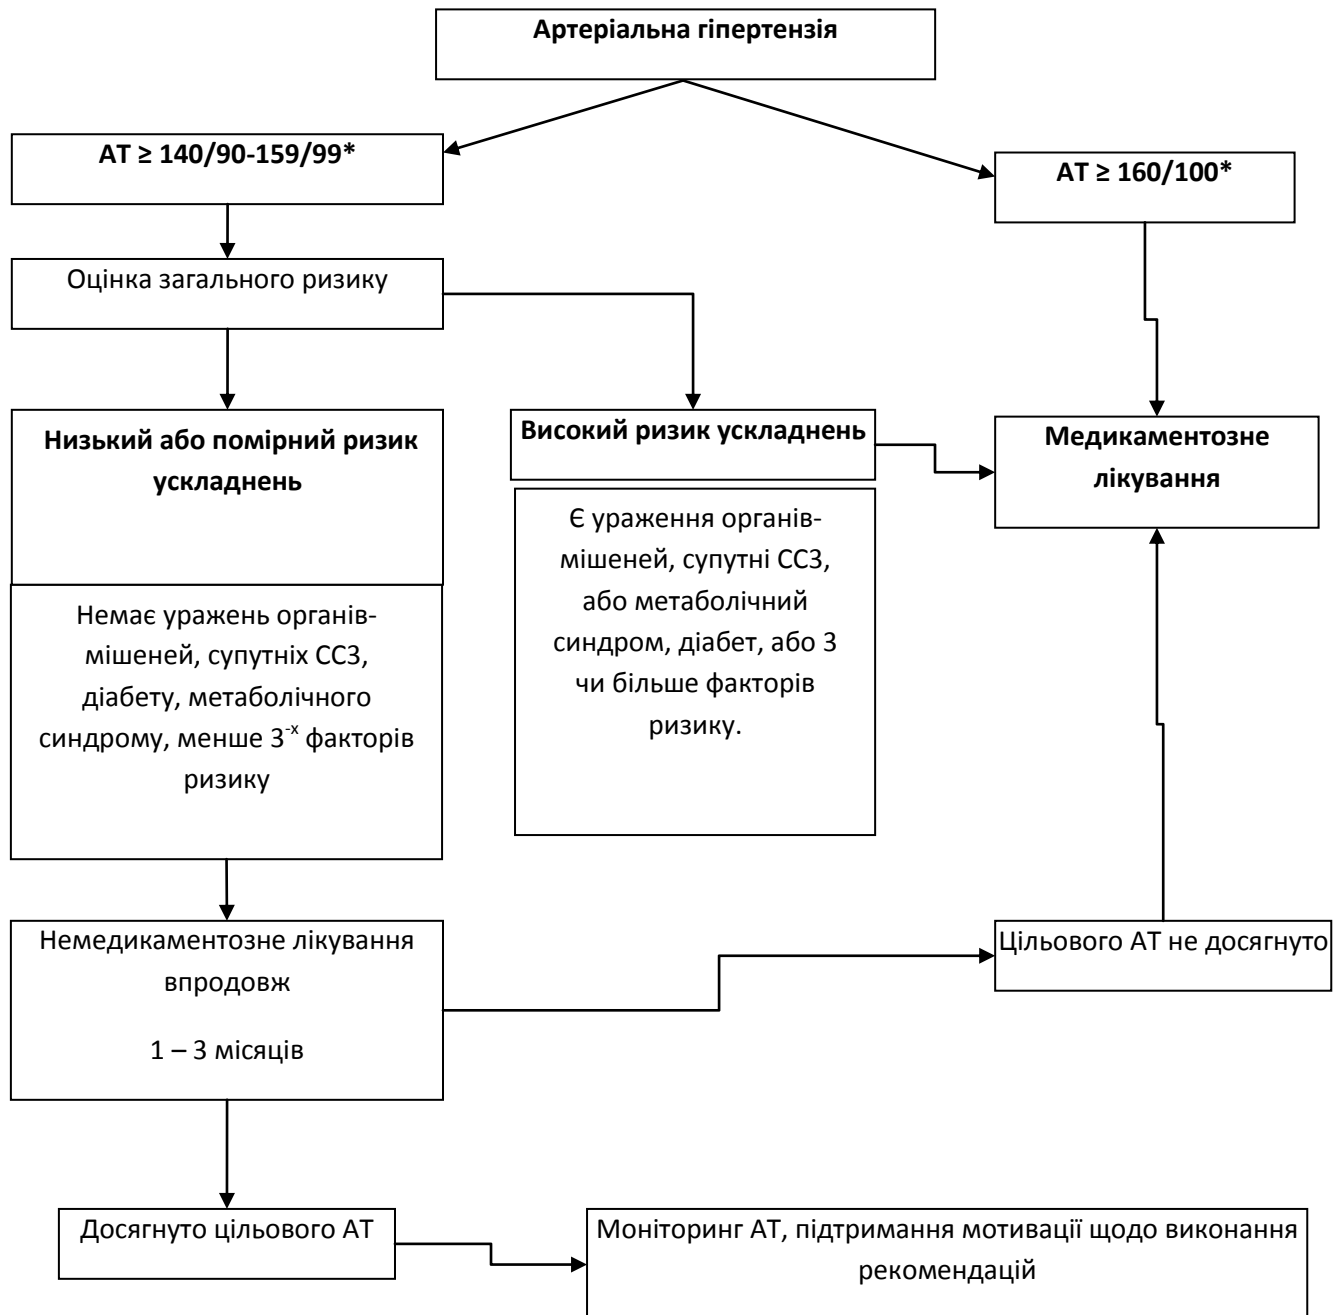 Артеріальна гіпертензія
АТ ≥ 140/90-159/99*
АТ ≥ 160/100*
Оцінка загального ризику
Низький або помірний ризик
ускладнень
Немає уражень органів-
мішеней, супутніх ССЗ,
діабету, метаболічного
синдрому, менше 3-х факторів
ризику
Високий ризик ускладнень
Є ураження органів-
мішеней, супутні ССЗ,
або метаболічний
синдром, діабет, або 3
чи більше факторів
ризику.
Медикаментозне
лікування
Немедикаментозне лікування
впродовж
1 – 3 місяців
Цільового АТ не досягнуто
Досягнуто цільового АТ
Моніторинг АТ, підтримання мотивації щодо виконання
рекомендацій